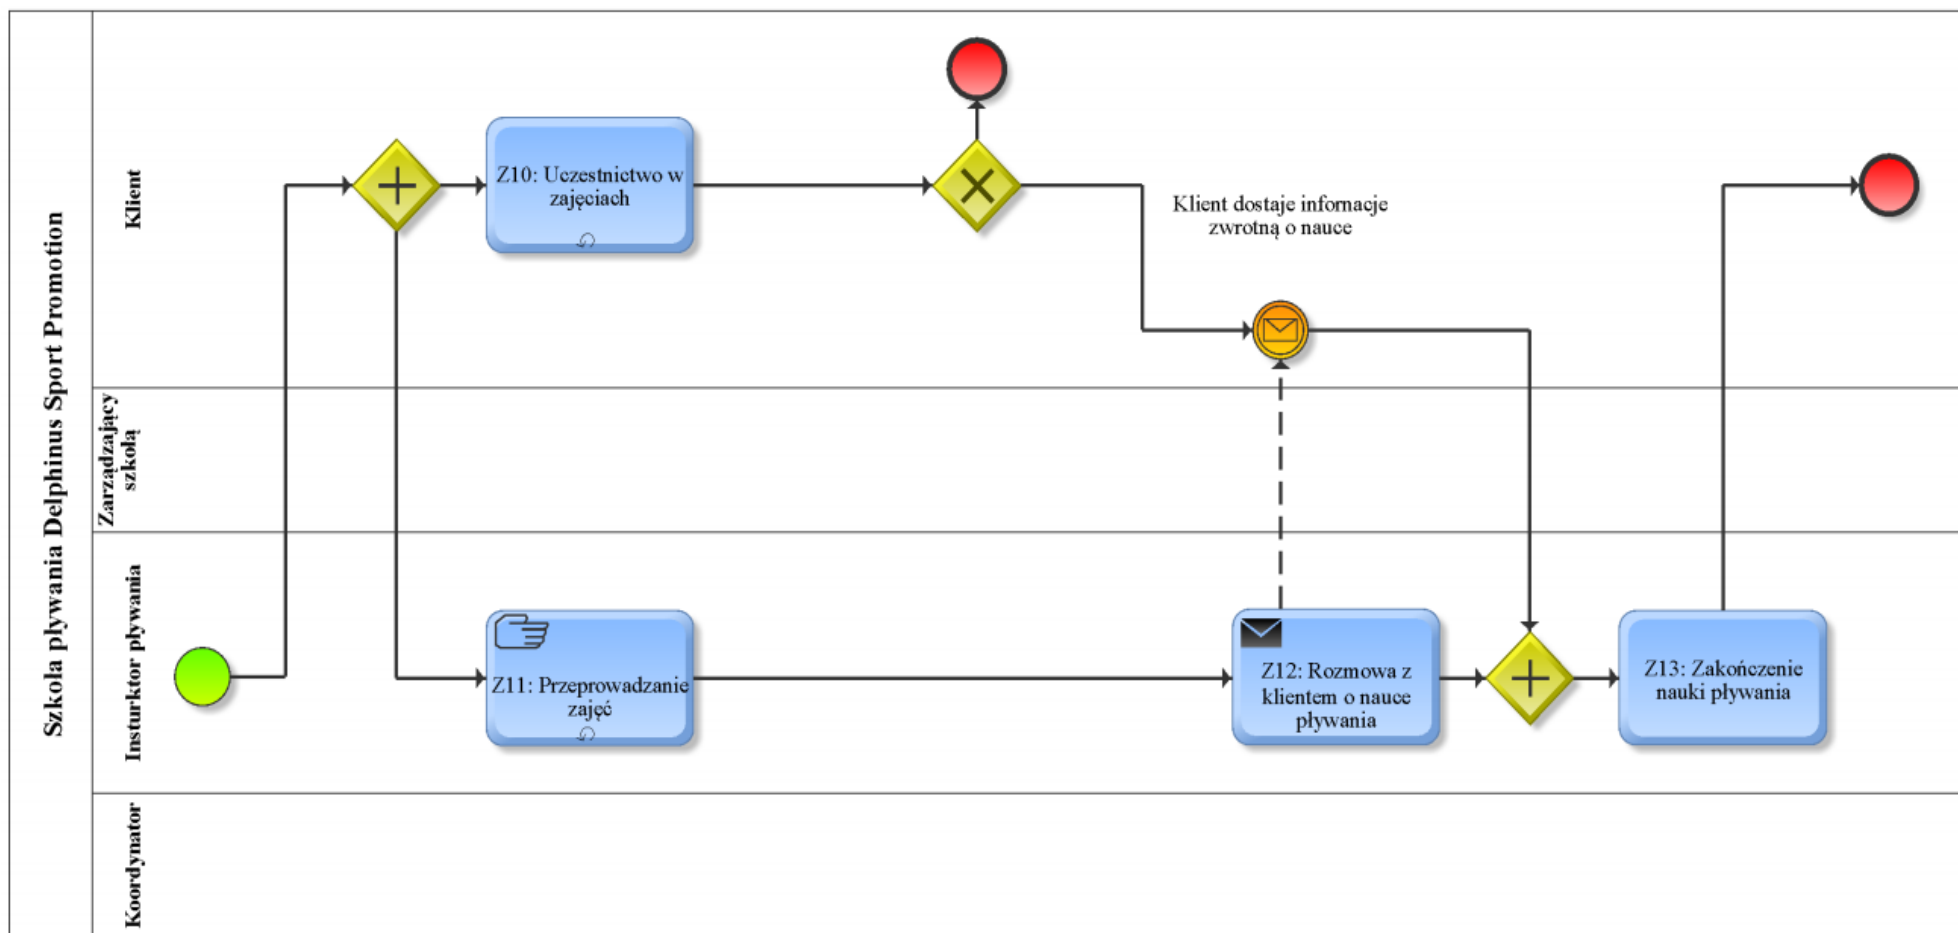 Szkoła pływania Delphinus Sport Promotion
Klient
Z10: Uczestnictwo w
zajęciach
Klient dostaje infornacje
zwrotną o nauce
Zarządzający
szkołą
Insturktor pływania
Z11: Przeprowadzanie
zajęć
Z12: Rozmowa z
klientem o nauce
pływania
Z13: Zakończenie
nauki pływania
Koordynator